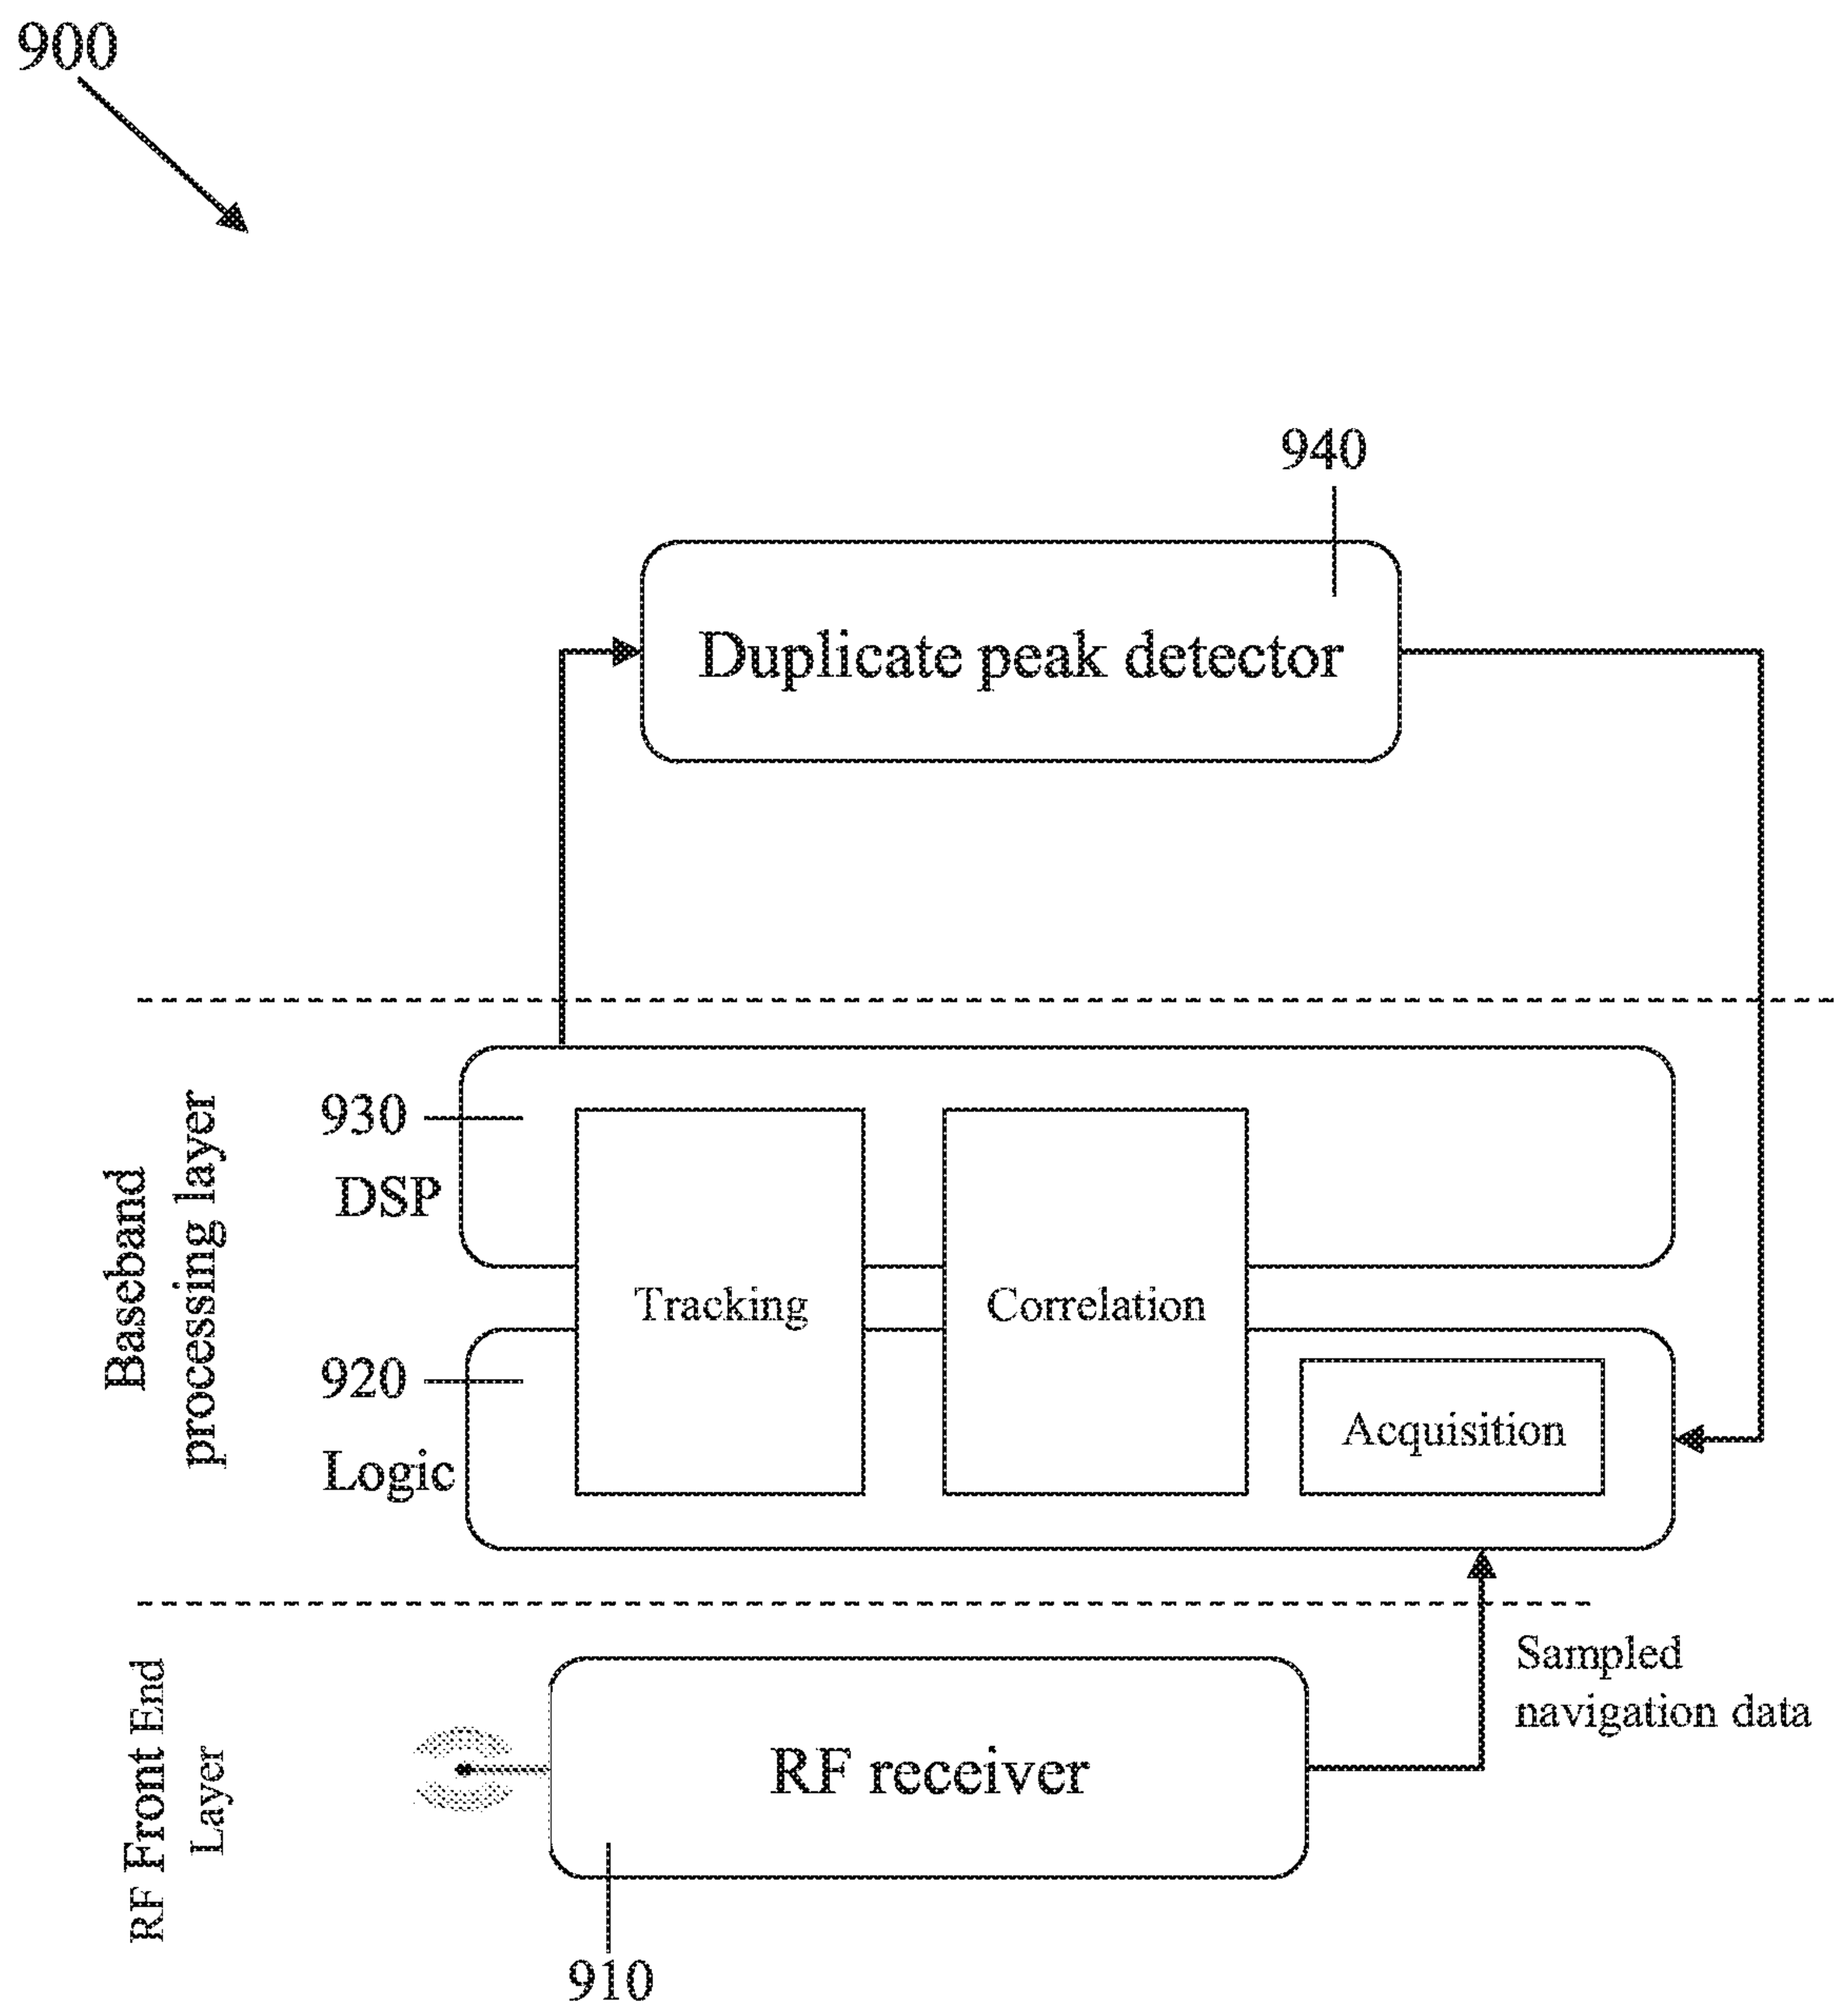 900
940
Duplicate peak detector
Baseband
processing layer
930
DSP
Tracking
Correlation
920
Logic
Acquisition
RF Front End
Layer
Sampled
navigation data
RF receiver
910